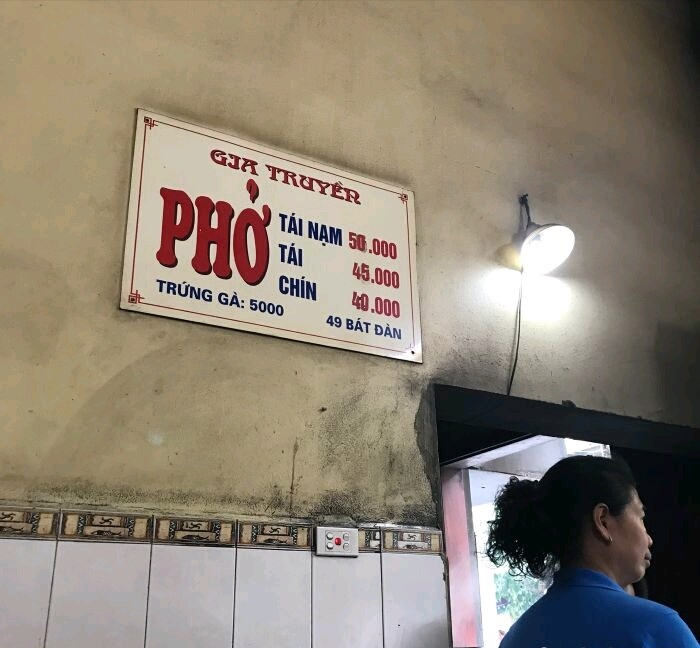 GIA TRUYỀN
PHỞ
TÁI NẠM 50.000
TÁI 45.000
CHÍN 40.000
TRỨNG GÀ: 5000
49 BÁT ĐÀN